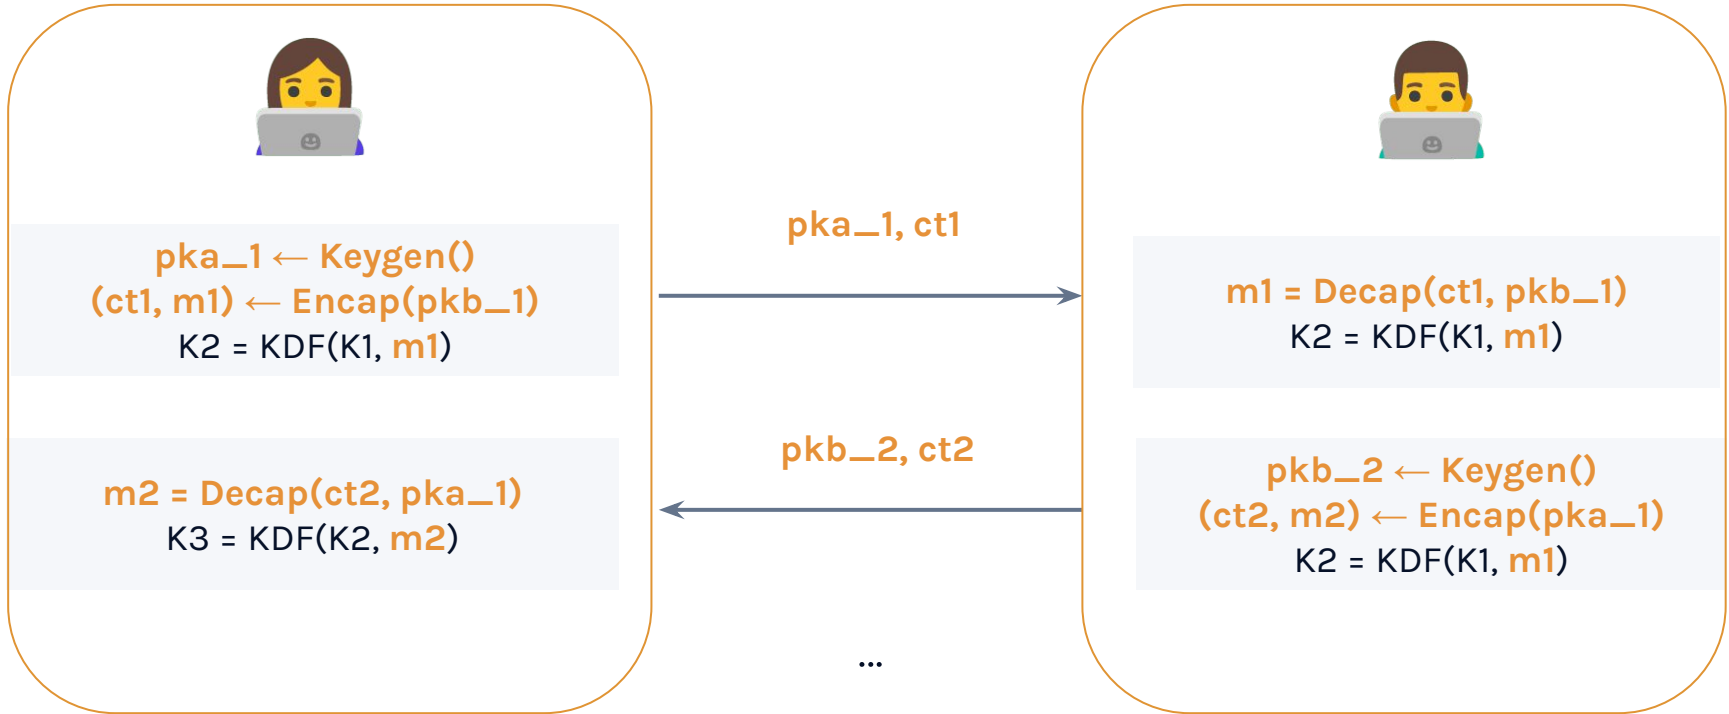 pka_1 ← Keygen()
(ct1, m1) ← Encap(pkb_1)
K2 = KDF(K1, m1)
pka_1, ct1
m1 = Decap(ct1, pkb_1)
K2 = KDF(K1, m1)
m2 = Decap(ct2, pka_1)
K3 = KDF(K2, m2)
pkb_2, ct2
pkb_2 ← Keygen()
(ct2, m2) ← Encap(pka_1)
K2 = KDF(K1, m1)
...